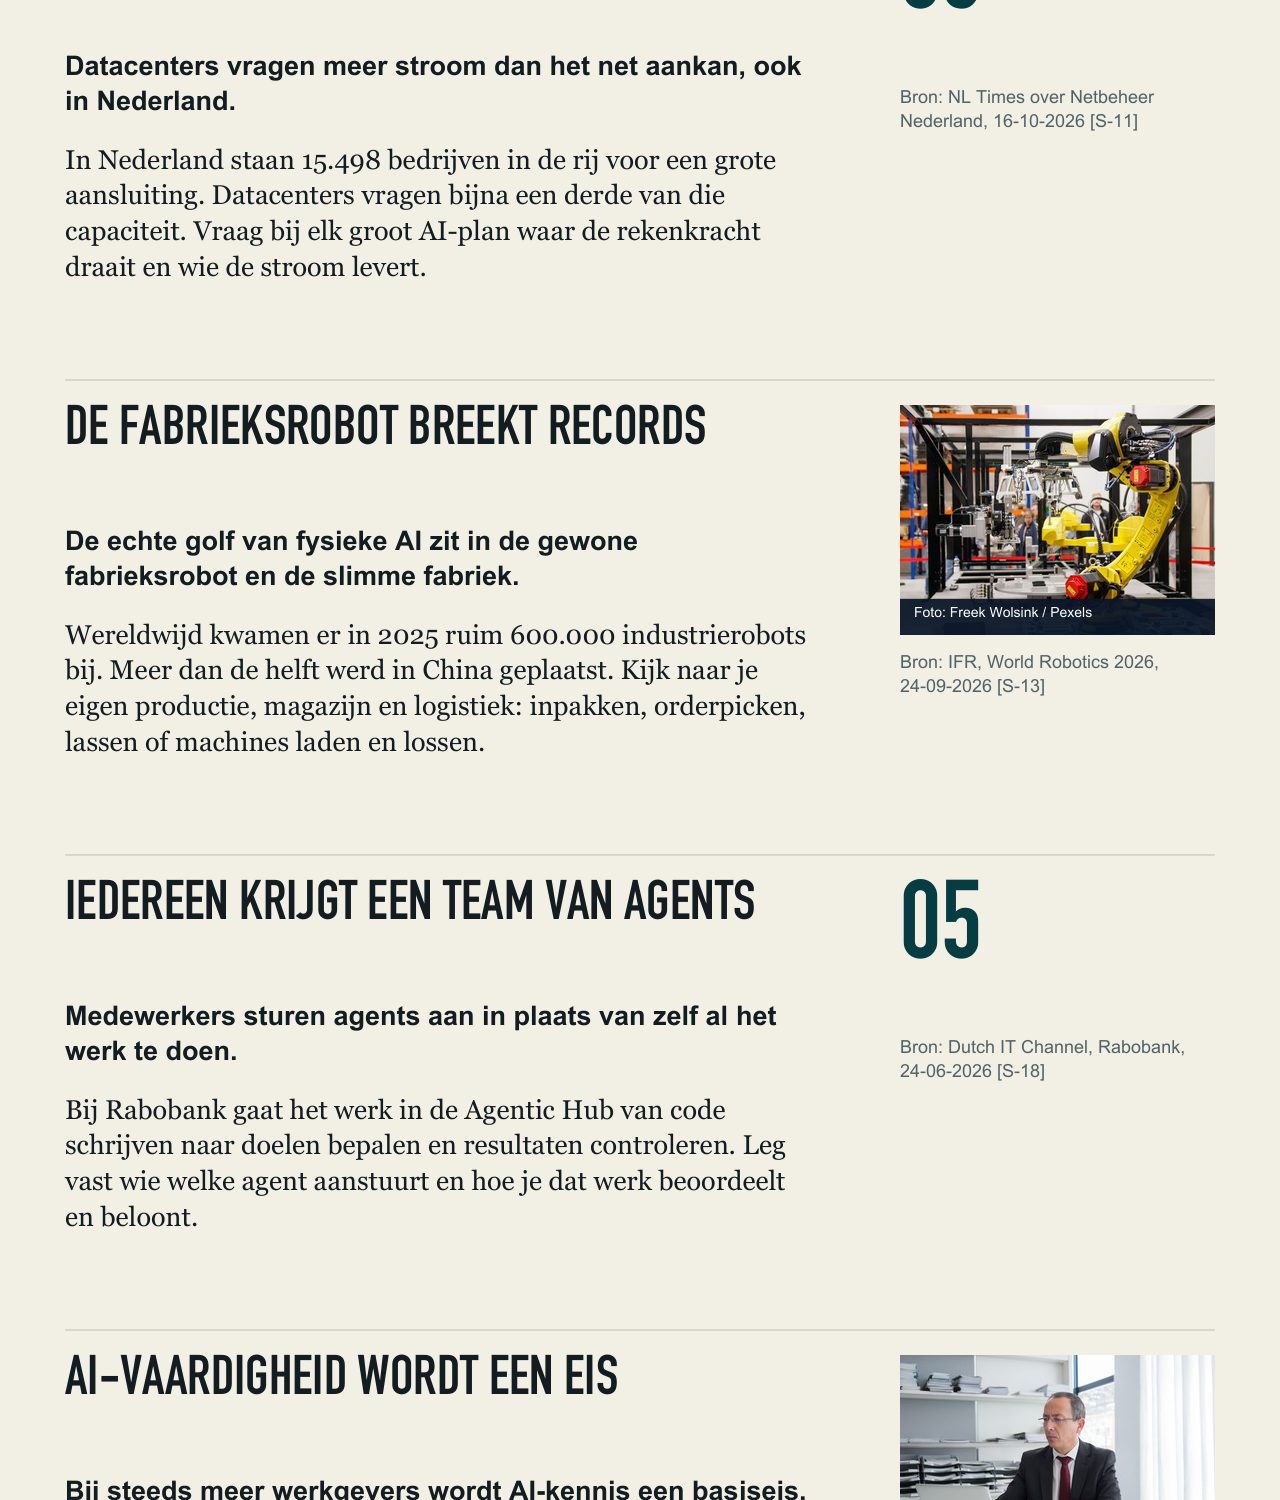 Datacenters vragen meer stroom dan het net aankan, ook
in Nederland.
Bron: NL Times over Netbeheer
Nederland, 16-10-2026 [S-11]
In Nederland staan 15.498 bedrijven in de rij voor een grote
aansluiting. Datacenters vragen bijna een derde van die
capaciteit. Vraag bij elk groot AI-plan waar de rekenkracht
draait en wie de stroom levert.
DE FABRIEKSROBOT BREEKT RECORDS
De echte golf van fysieke AI zit in de gewone
fabrieksrobot en de slimme fabriek.
Wereldwijd kwamen er in 2025 ruim 600.000 industrierobots
bij. Meer dan de helft werd in China geplaatst. Kijk naar je
eigen productie, magazijn en logistiek: inpakken, orderpicken,
lassen of machines laden en lossen.
Foto: Freek Wolsink / Pexels
Bron: IFR, World Robotics 2026,
24-09-2026 [S-13]
IEDEREEN KRIJGT EEN TEAM VAN AGENTS
05
Medewerkers sturen agents aan in plaats van zelf al het
werk te doen.
Bron: Dutch IT Channel, Rabobank,
24-06-2026 [S-18]
Bij Rabobank gaat het werk in de Agentic Hub van code
schrijven naar doelen bepalen en resultaten controleren. Leg
vast wie welke agent aanstuurt en hoe je dat werk beoordeelt
en beloont.
AI-VAARDIGHEID WORDT EEN EIS
Bij steeds meer werkgevers wordt AI-kennis een basiseis.